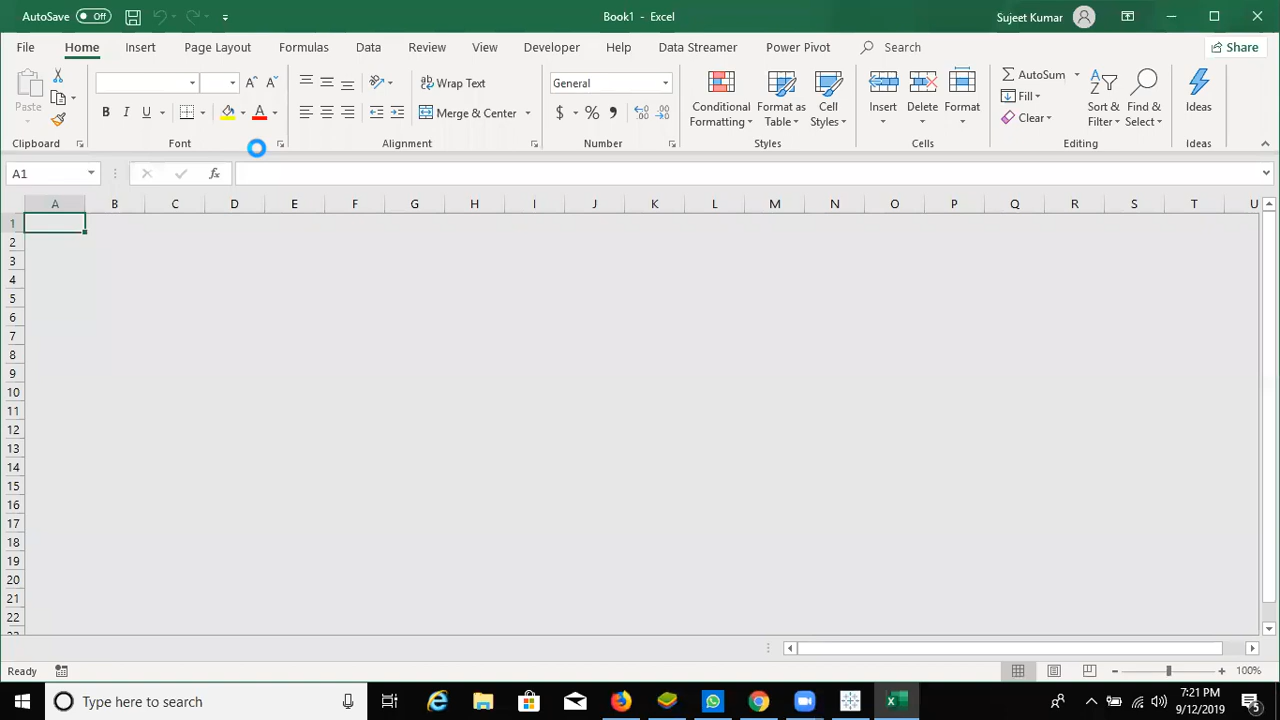 AutoSave Off Book1 - Excel Sujeet Kumar
File Home Insert Page Layout Formulas Data Review View Developer Help Data Streamer Power Pivot Search Share
Paste
B I U
Wrap Text
Merge & Center
General
$ % ,
Conditional Formatting
Format as Table
Cell Styles
Insert Delete Format
AutoSum
Fill
Clear
Sort & Filter
Find & Select
Ideas
Clipboard Font Alignment Number Styles Cells Editing Ideas
A1 fx
A B C D E F G H I J K L M N O P Q R S T U
1
2
3
4
5
6
7
8
9
10
11
12
13
14
15
16
17
18
19
20
21
22
23
Ready 100%
Type here to search 7:21 PM
9/12/2019 5